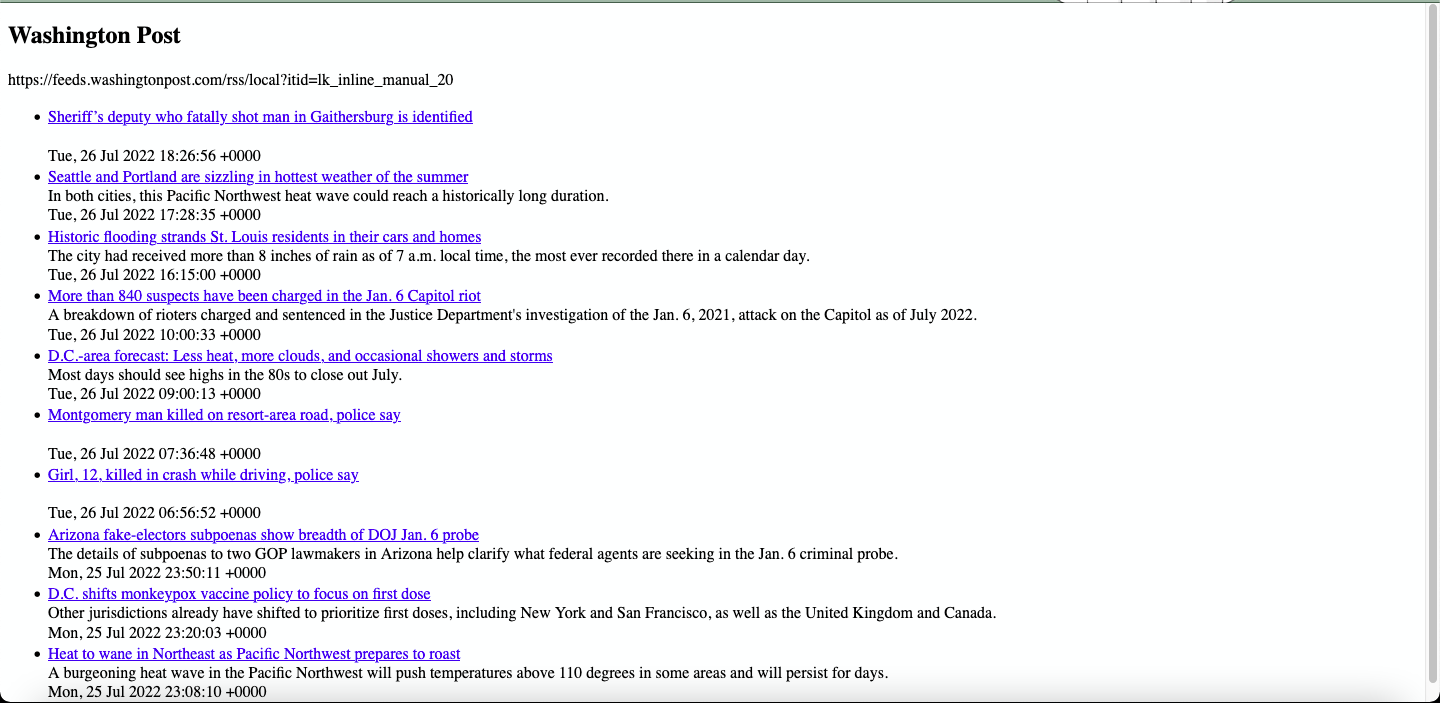 Washington Post
https://feeds.washingtonpost.com/rss/local?itid=lk_inline_manual_20
• Sheriff’s deputy who fatally shot man in Gaithersburg is identified
Tue, 26 Jul 2022 18:26:56 +0000
• Seattle and Portland are sizzling in hottest weather of the summer
In both cities, this Pacific Northwest heat wave could reach a historically long duration.
Tue, 26 Jul 2022 17:28:35 +0000
• Historic flooding strands St. Louis residents in their cars and homes
The city had received more than 8 inches of rain as of 7 a.m. local time, the most ever recorded there in a calendar day.
Tue, 26 Jul 2022 16:15:00 +0000
• More than 840 suspects have been charged in the Jan. 6 Capitol riot
A breakdown of rioters charged and sentenced in the Justice Department's investigation of the Jan. 6, 2021, attack on the Capitol as of July 2022.
Tue, 26 Jul 2022 10:00:33 +0000
• D.C.-area forecast: Less heat, more clouds, and occasional showers and storms
Most days should see highs in the 80s to close out July.
Tue, 26 Jul 2022 09:00:13 +0000
• Montgomery man killed on resort-area road, police say
Tue, 26 Jul 2022 07:36:48 +0000
• Girl, 12, killed in crash while driving, police say
Tue, 26 Jul 2022 06:56:52 +0000
• Arizona fake-electors subpoenas show breadth of DOJ Jan. 6 probe
The details of subpoenas to two GOP lawmakers in Arizona help clarify what federal agents are seeking in the Jan. 6 criminal probe.
Mon, 25 Jul 2022 23:50:11 +0000
• D.C. shifts monkeypox vaccine policy to focus on first dose
Other jurisdictions already have shifted to prioritize first doses, including New York and San Francisco, as well as the United Kingdom and Canada.
Mon, 25 Jul 2022 23:20:03 +0000
• Heat to wane in Northeast as Pacific Northwest prepares to roast
A burgeoning heat wave in the Pacific Northwest will push temperatures above 110 degrees in some areas and will persist for days.
Mon, 25 Jul 2022 23:08:10 +0000